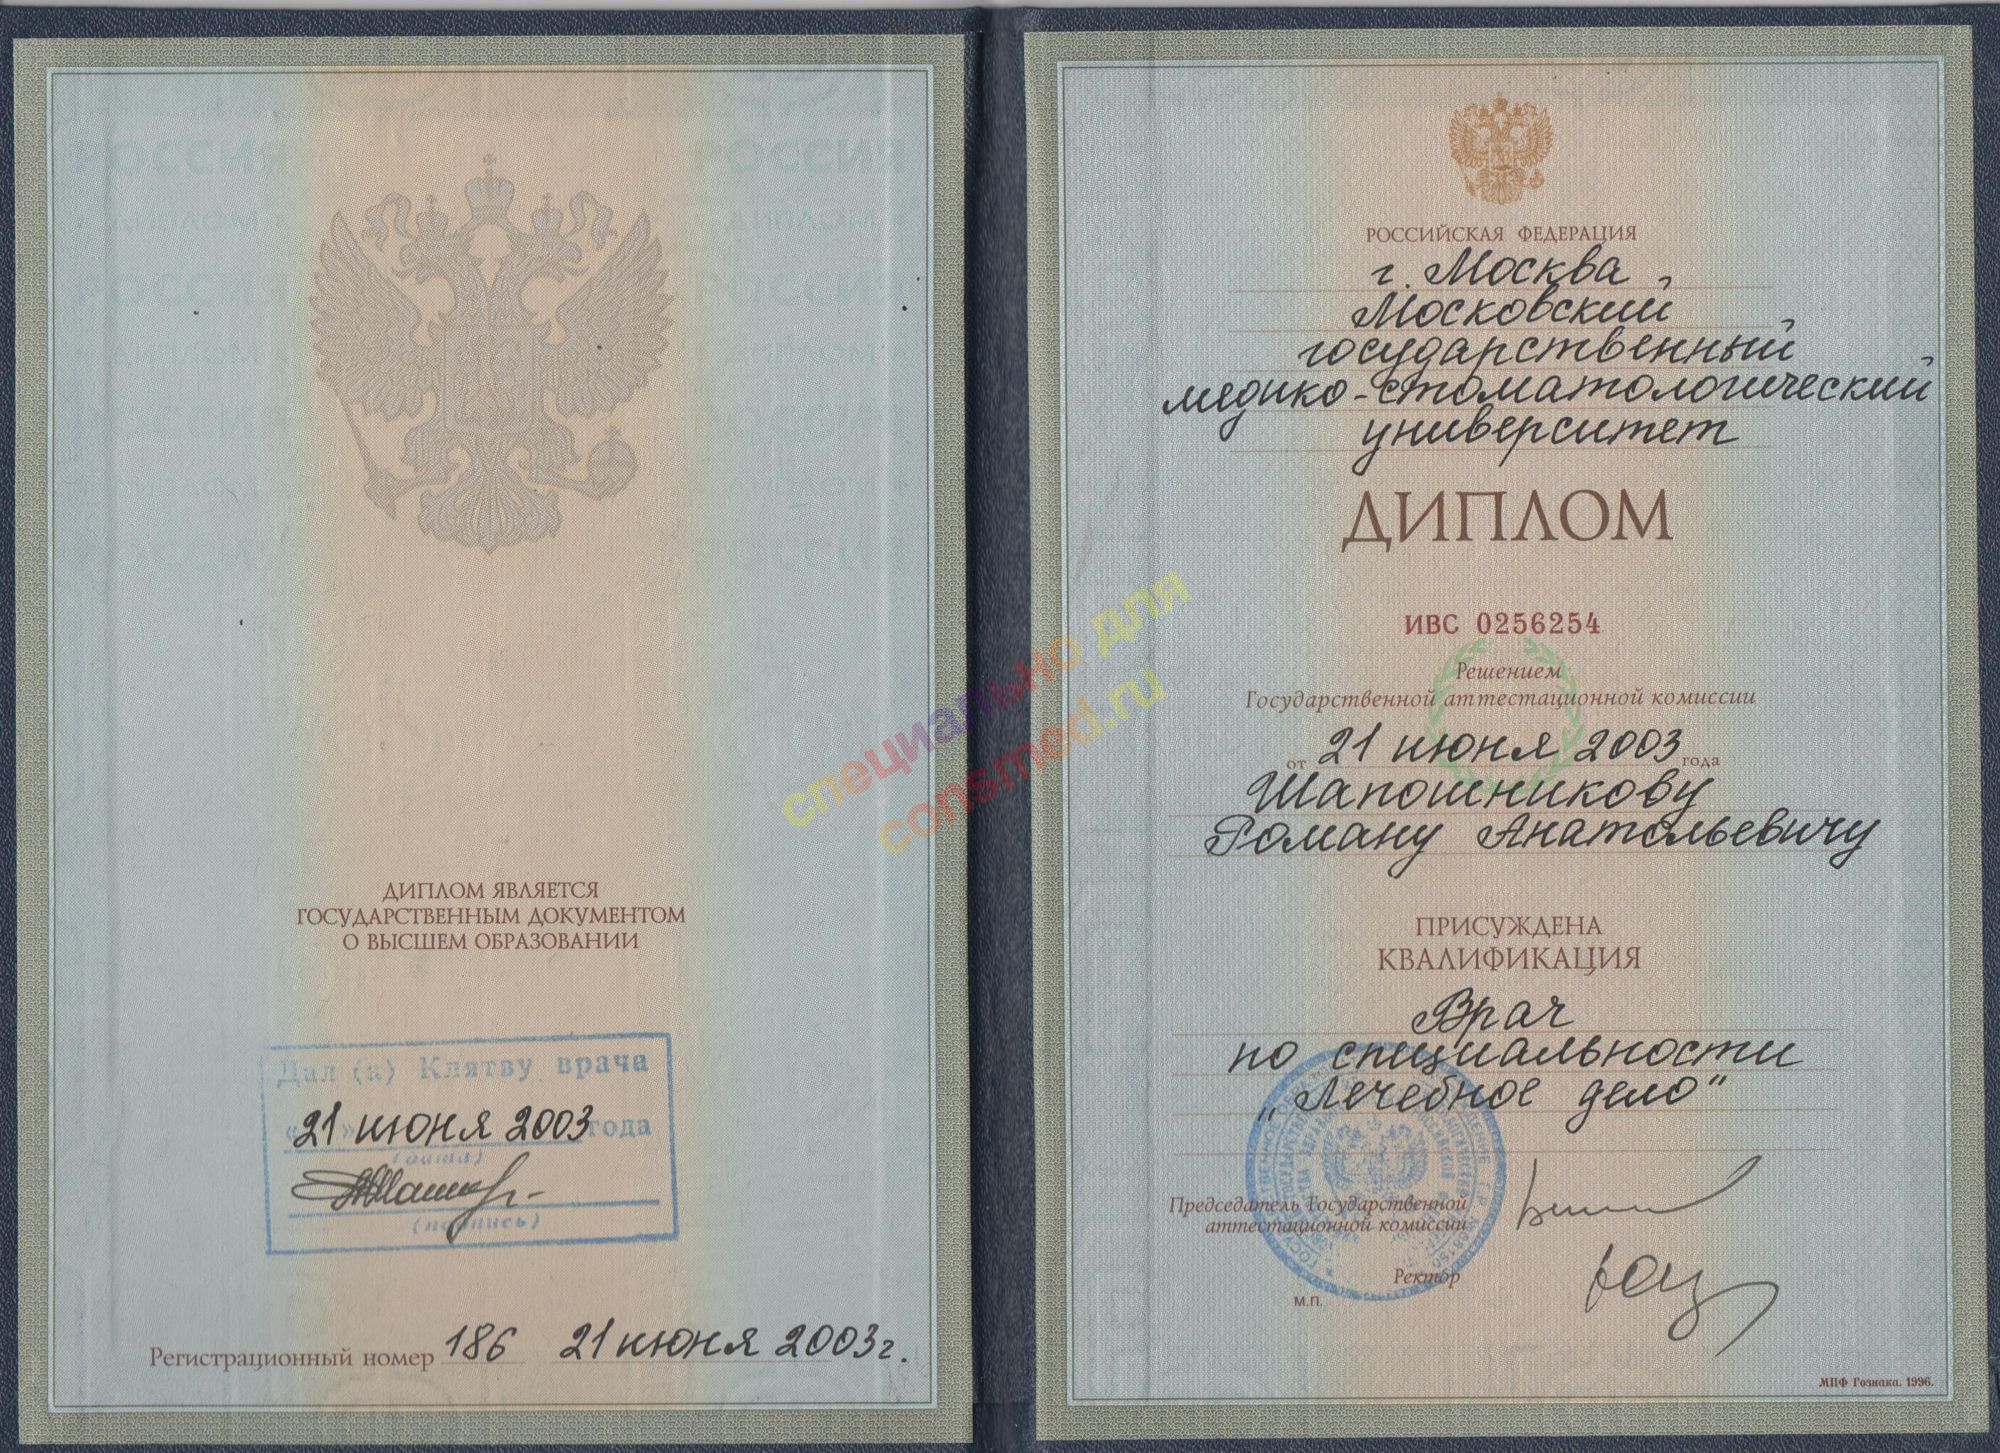 ДИПЛОМ ЯВЛЯЕТСЯ
ГОСУДАРСТВЕННЫМ ДОКУМЕНТОМ
О ВЫСШЕМ ОБРАЗОВАНИИ
Дал (а) Клятву врача
« 21 » июня 2003 года
(дата)
(подпись)
Регистрационный номер 186 21 июня 2003г.
специально для
consmed.ru
РОССИЙСКАЯ ФЕДЕРАЦИЯ
г. Москва
Московский
государственный
медико-стоматологический
университет
ДИПЛОМ
ИВС 0256254
Решением
Государственной аттестационной комиссии
от 21 июня 2003 года
Шапошникову
Роману Анатольевичу
ПРИСУЖДЕНА
КВАЛИФИКАЦИЯ
Врач
по специальности
„Лечебное дело"
Председатель Государственной
аттестационной комиссии
Ректор
М.П.
МПФ Гознака. 1996.